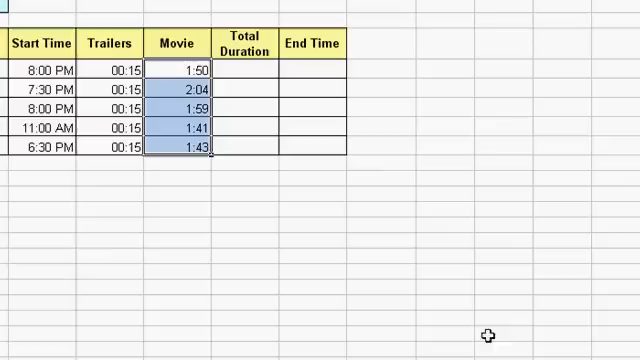 Start Time Trailers Movie Total Duration End Time
8:00 PM 00:15 1:50
7:30 PM 00:15 2:04
8:00 PM 00:15 1:59
11:00 AM 00:15 1:41
6:30 PM 00:15 1:43